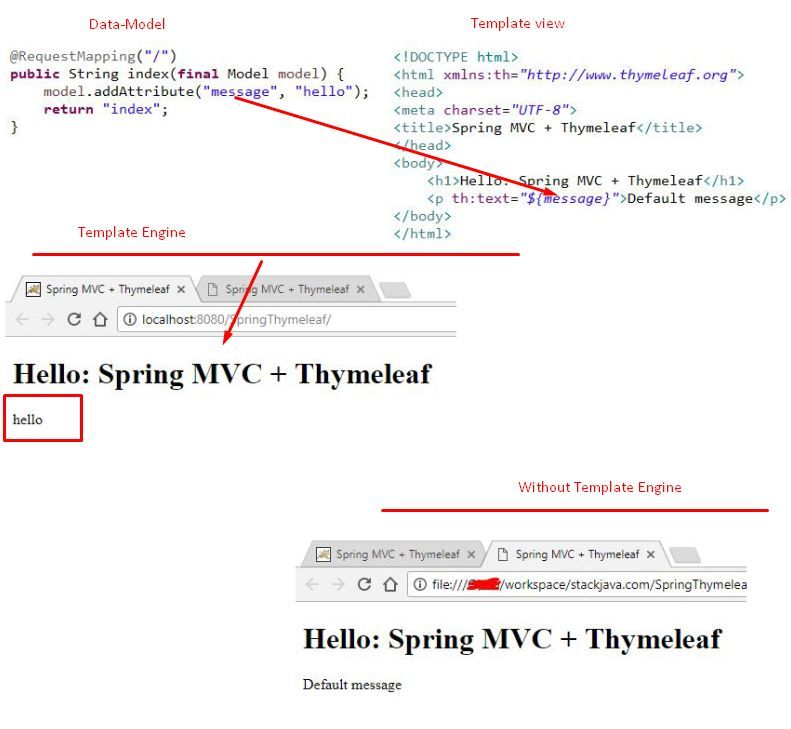 Data-Model
@RequestMapping("/")
public String index(final Model model) {
model.addAttribute("message", "hello");
return "index";
}
Template view
<!DOCTYPE html>
<html xmlns:th="http://www.thymeleaf.org">
<head>
<meta charset="UTF-8">
<title>Spring MVC + Thymeleaf</title>
</head>
<body>
<h1>Hello: Spring MVC + Thymeleaf</h1>
<p th:text="${message}">Default message</p>
</body>
</html>
Template Engine
Spring MVC + Thymeleaf
Spring MVC + Thymeleaf
localhost:8080/SpringThymeleaf/
Hello: Spring MVC + Thymeleaf
hello
Without Template Engine
Spring MVC + Thymeleaf
Spring MVC + Thymeleaf
file:///workspace/stackjava.com/SpringThymelea
Hello: Spring MVC + Thymeleaf
Default message